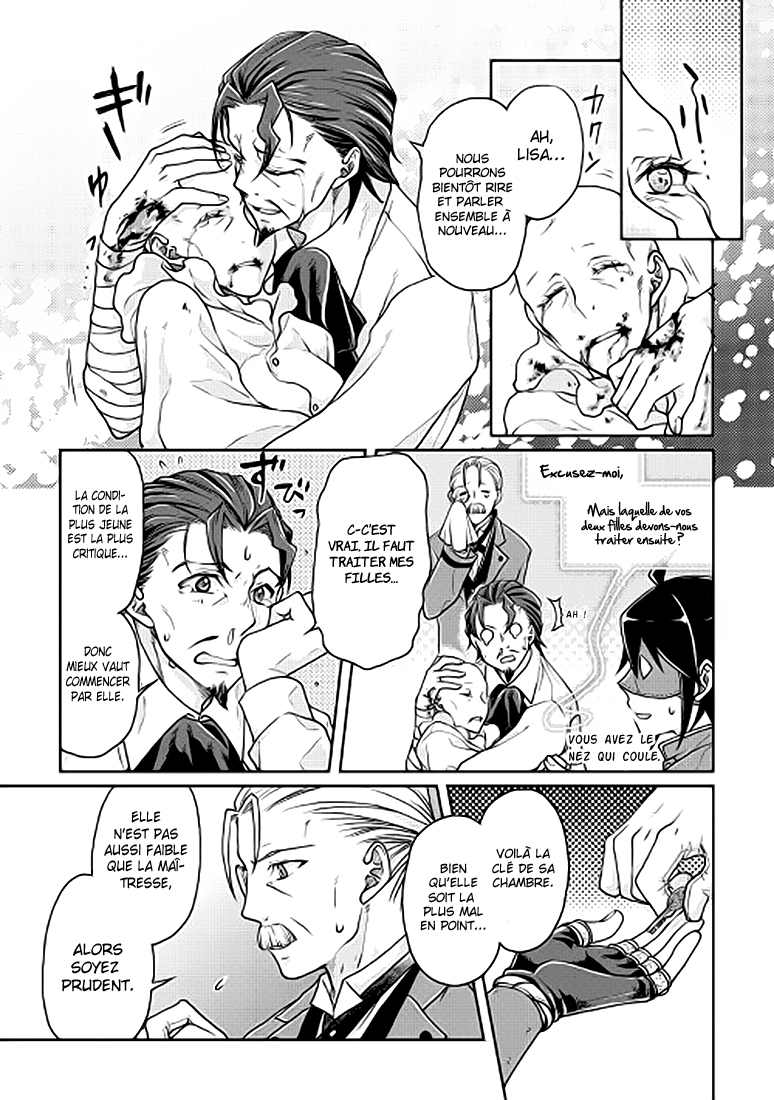 カクン
AH,
LISA...
NOUS
POURRONS
BIENTÔT RIRE
ET PARLER
ENSEMBLE À
NOUVEAU...
ギュ
Excusez-moi,
Mais laquelle de vos
deux filles devons-nous
traiter ensuite ?
AH !
VOUS AVEZ LE
NEZ QUI COULE.
C-C'EST
VRAI, IL FAUT
TRAITER MES
FILLES...
ずびっ
LA CONDI-
TION DE LA
PLUS JEUNE
EST LA PLUS
CRITIQUE...
DONC
MIEUX VAUT
COMMENCER
PAR ELLE.
VOILÀ LA
CLÉ DE SA
CHAMBRE.
BIEN
QU'ELLE
SOIT LA
PLUS MAL
EN POINT...
ELLE
N'EST PAS
AUSSI FAIBLE
QUE LA MAÎ-
TRESSE,
ALORS
SOYEZ
PRUDENT.